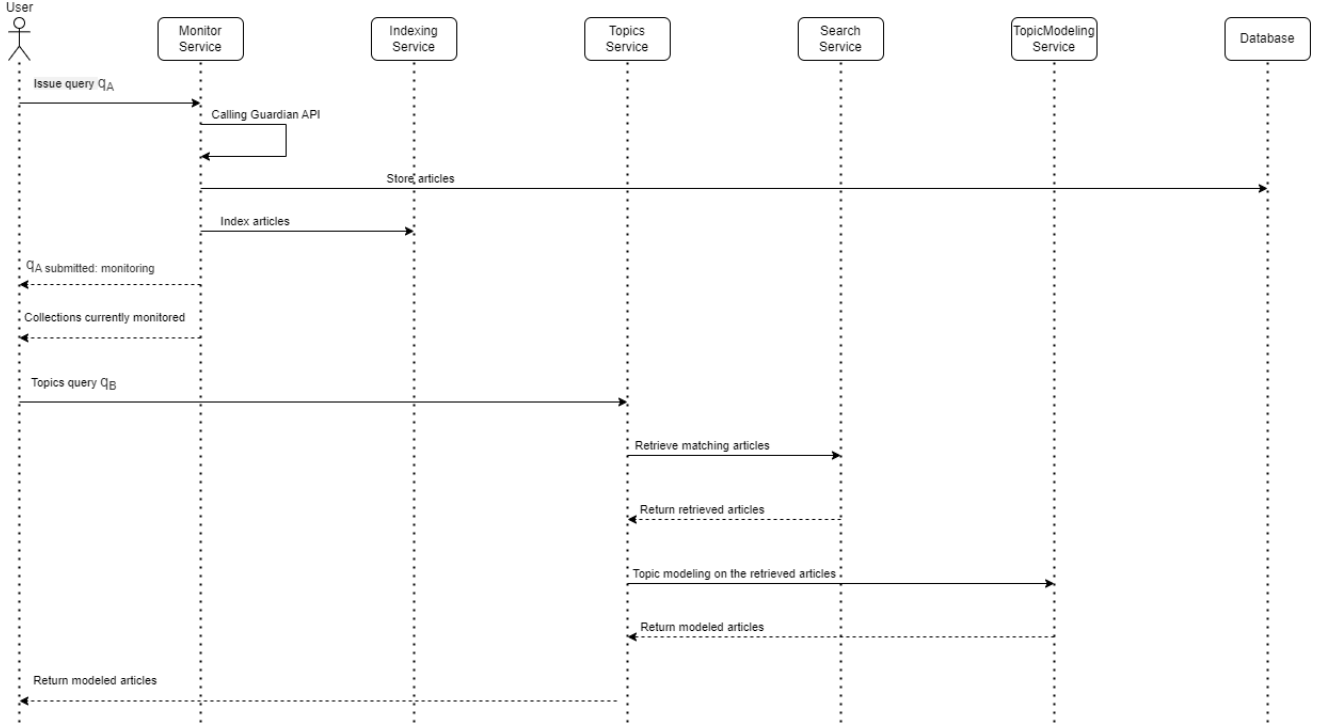 User
Monitor
Service
Indexing
Service
Topics
Service
Search
Service
TopicModeling
Service
Database
Issue query qA
Calling Guardian API
Store articles
Index articles
qA submitted: monitoring
Collections currently monitored
Topics query qB
Retrieve matching articles
Return retrieved articles
Topic modeling on the retrieved articles
Return modeled articles
Return modeled articles